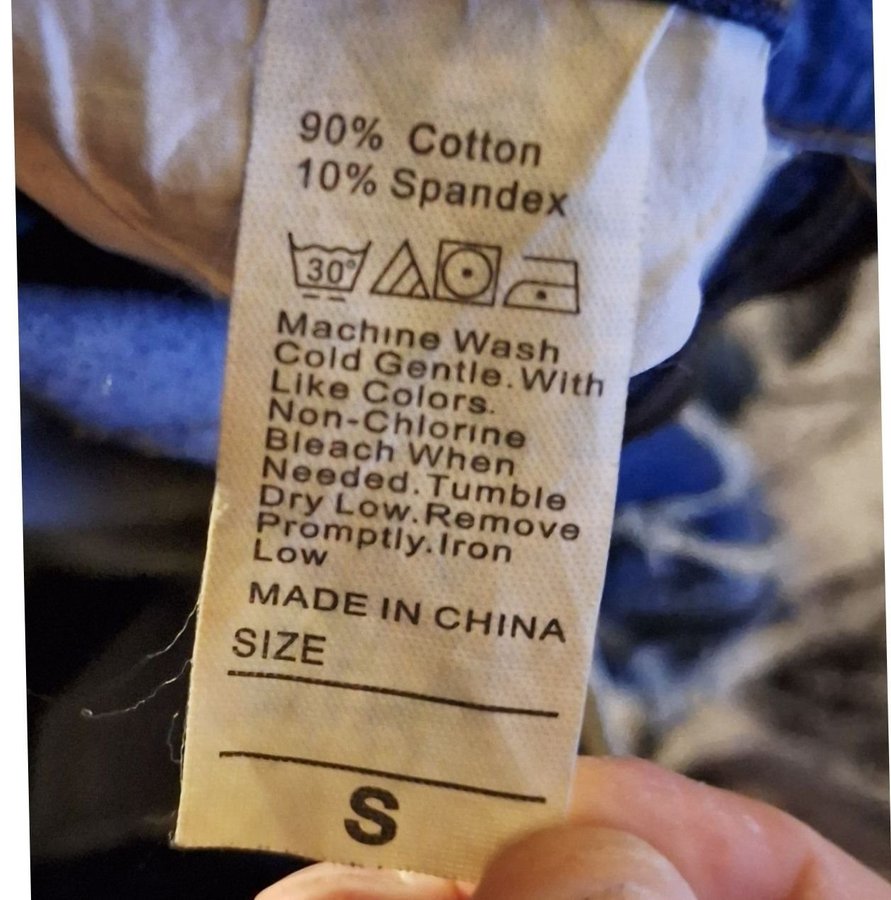 90% Cotton
10% Spandex
30°
Machine Wash
Cold Gentle.With
Like Colors.
Non-Chlorine
Bleach When
Needed.Tumble
Dry Low.Remove
Promptly.Iron
Low
MADE IN CHINA
SIZE
S